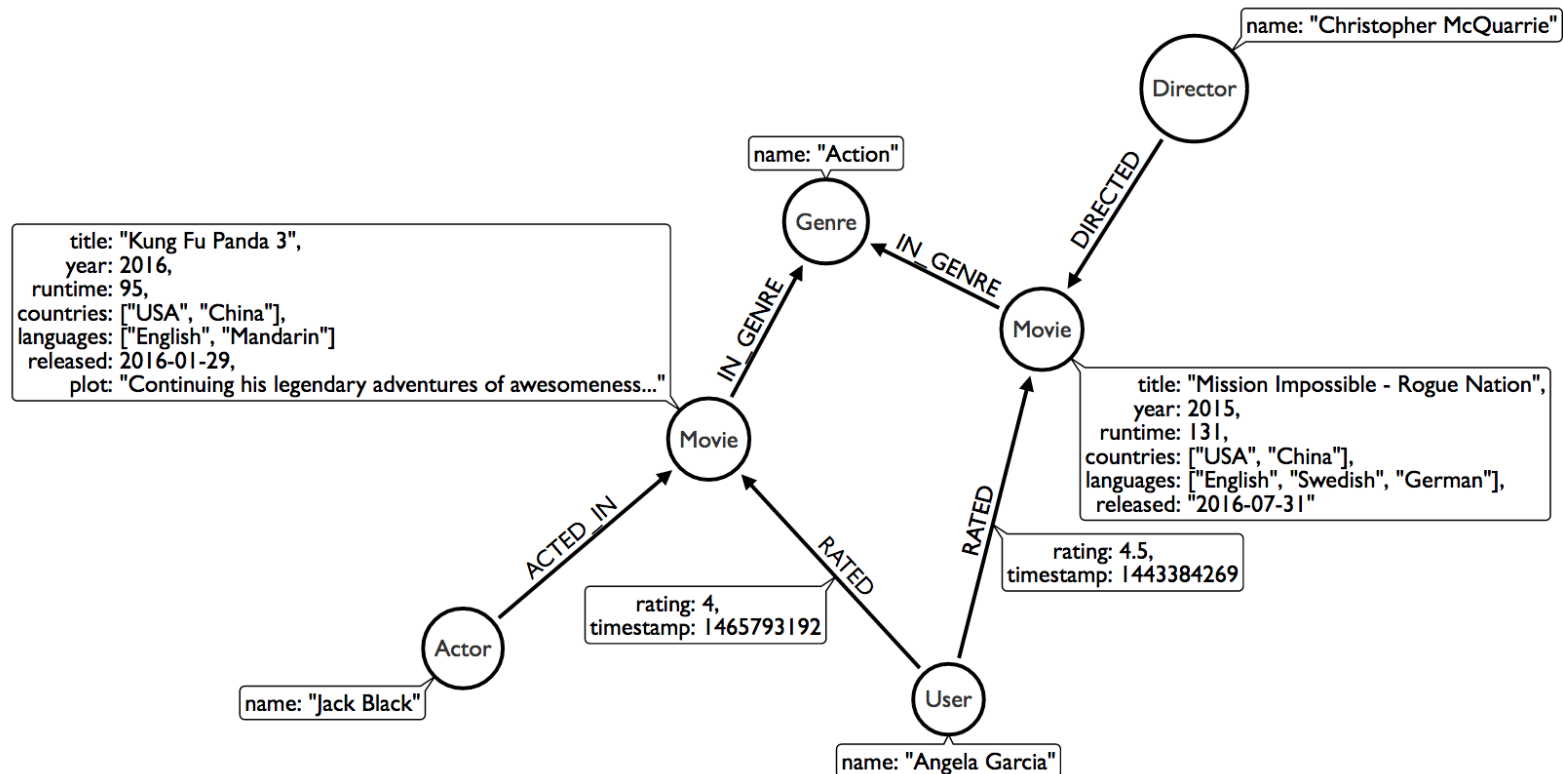 name: "Christopher McQuarrie"
Director
DIRECTED
name: "Action"
Genre
IN_GENRE
IN_GENRE
title: "Kung Fu Panda 3",
year: 2016,
runtime: 95,
countries: ["USA", "China"],
languages: ["English", "Mandarin"]
released: 2016-01-29,
plot: "Continuing his legendary adventures of awesomeness..."
Movie
Movie
title: "Mission Impossible - Rogue Nation",
year: 2015,
runtime: 131,
countries: ["USA", "China"],
languages: ["English", "Swedish", "German"],
released: "2016-07-31"
ACTED_IN
RATED
rating: 4,
timestamp: 1465793192
RATED
rating: 4.5,
timestamp: 1443384269
Actor
name: "Jack Black"
User
name: "Angela Garcia"